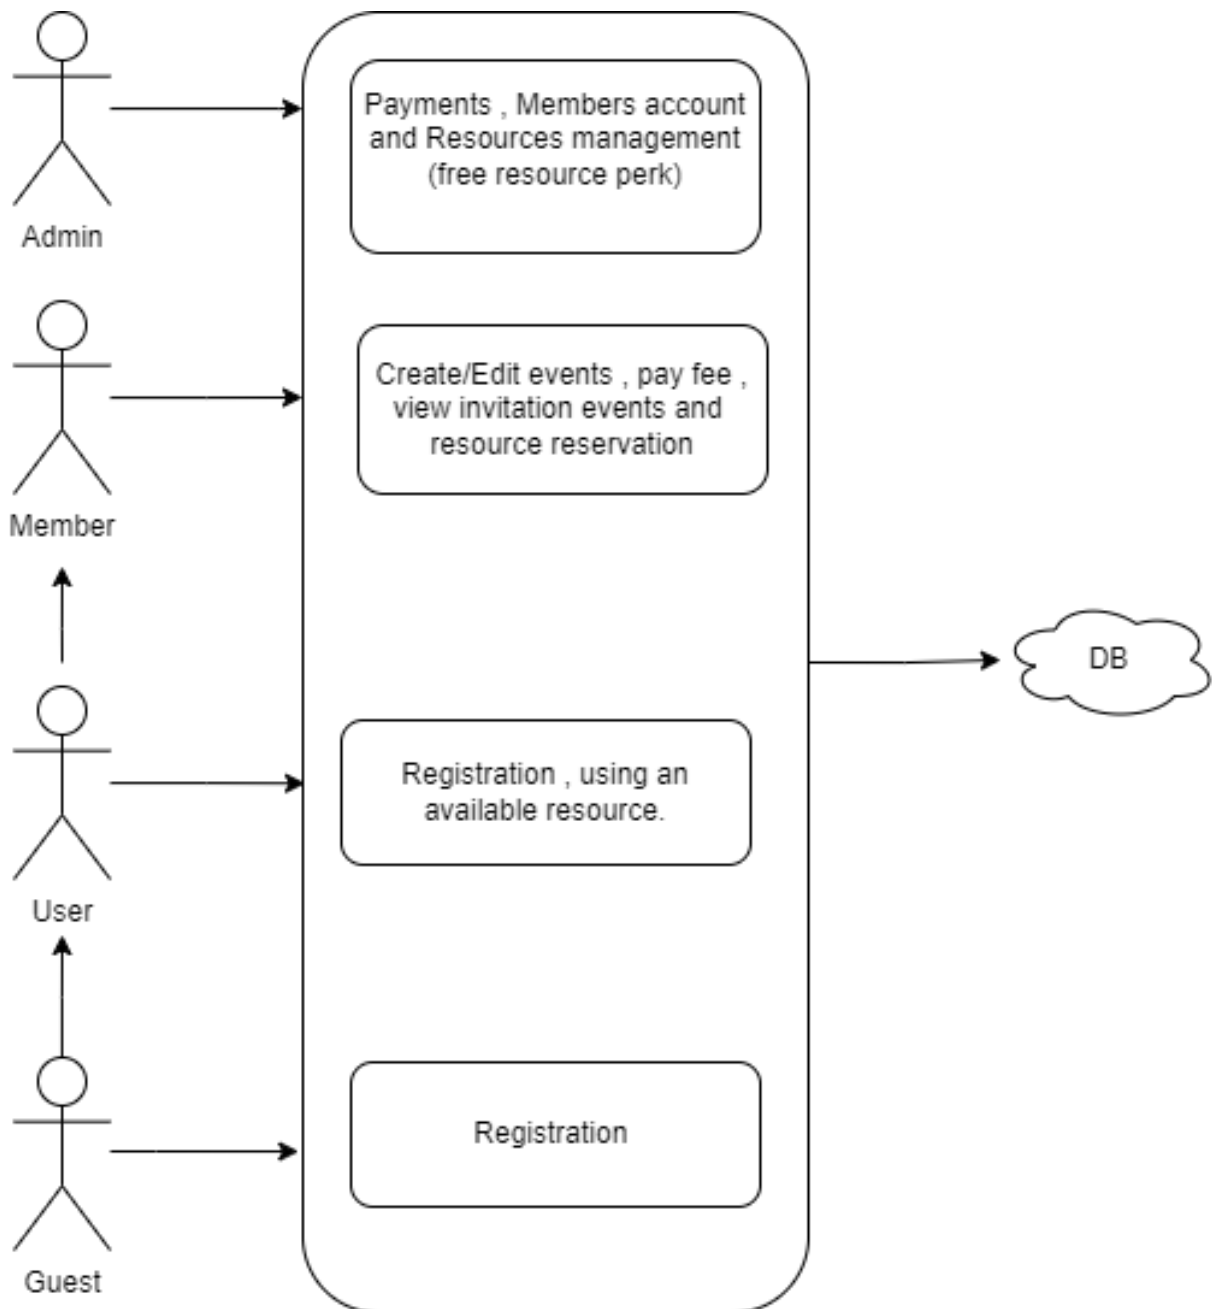 Payments , Members account
and Resources management
(free resource perk)
Admin
Create/Edit events , pay fee ,
view invitation events and
resource reservation
Member
DB
Registration , using an
available resource.
User
Registration
Guest